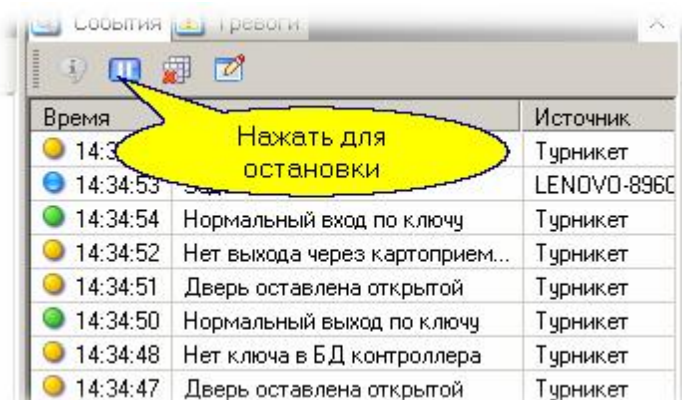 События Тревоги
Время Источник
Нажать для
остановки
14:3 Турникет
14:34:53 LENOVO-8960
14:34:54 Нормальный вход по ключу Турникет
14:34:52 Нет выхода через картоприем... Турникет
14:34:51 Дверь оставлена открытой Турникет
14:34:50 Нормальный выход по ключу Турникет
14:34:48 Нет ключа в БД контроллера Турникет
14:34:47 Дверь оставлена открытой Турникет